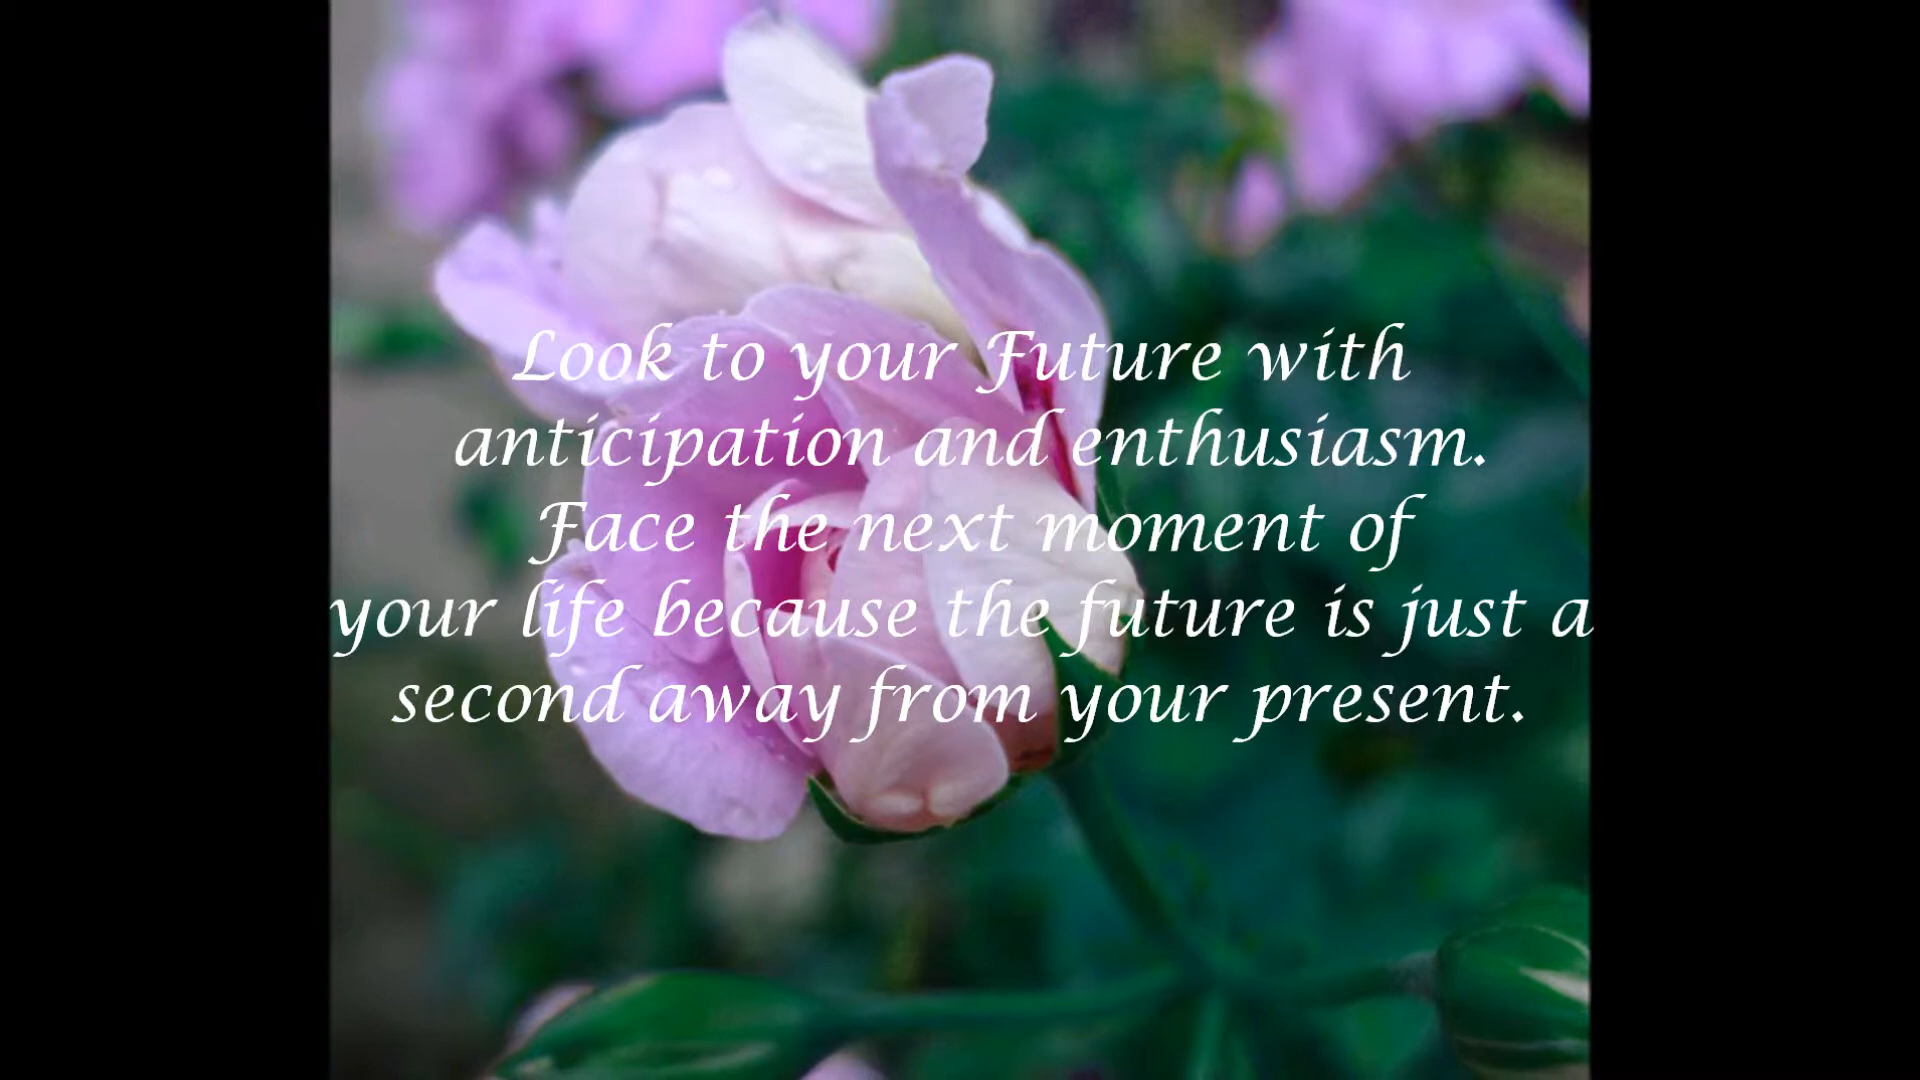 Look to your Future with
anticipation and enthusiasm.
Face the next moment of
your life because the future is just a
second away from your present.